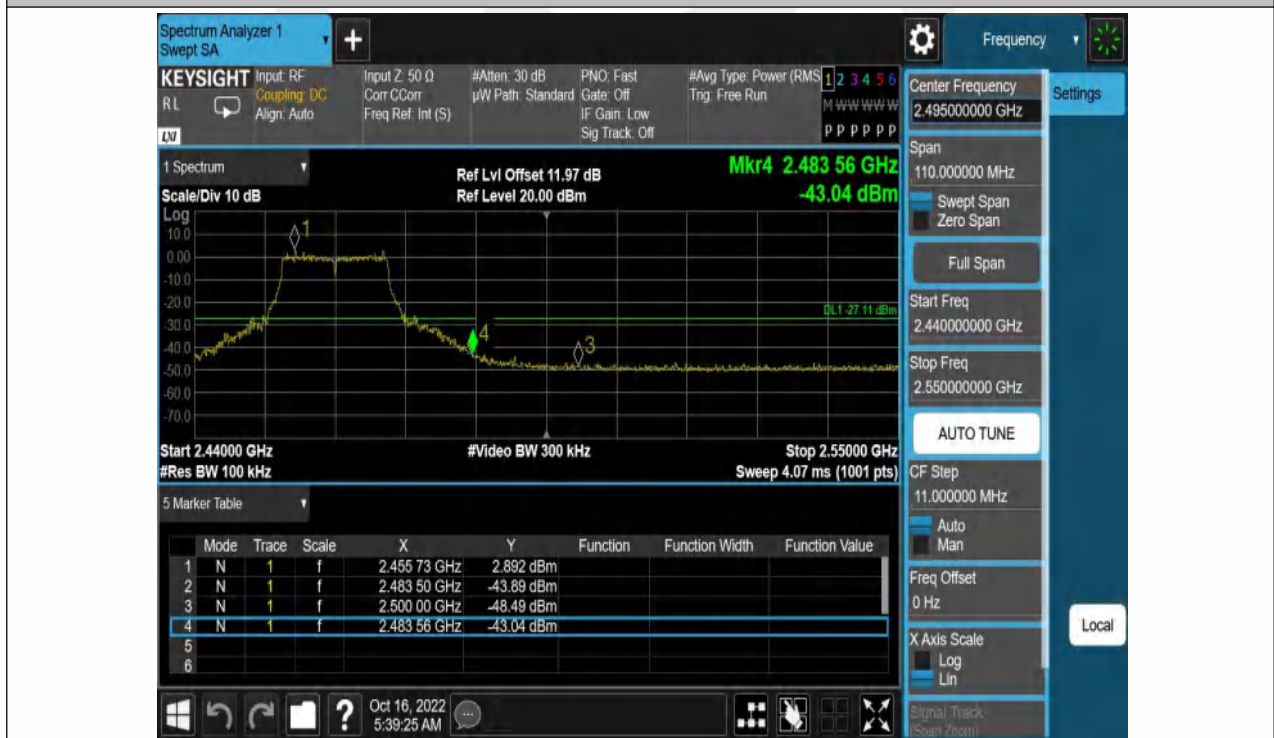 Spectrum Analyzer 1
Swept SA
Frequency
KEYSIGHT
RL
LXI
Input: RF
Coupling: DC
Align: Auto
Input Z: 50 Ω
Corr CCorr
Freq Ref: Int (S)
#Atten: 30 dB
µW Path: Standard
PNO: Fast
Gate: Off
IF Gain: Low
Sig Track: Off
#Avg Type: Power (RMS
Trig: Free Run
1 2 3 4 5 6
M W W W W W
P P P P P P
1 Spectrum
Scale/Div 10 dB
Ref Lvl Offset 11.97 dB
Ref Level 20.00 dBm
Mkr4 2.483 56 GHz
-43.04 dBm
Log
10.0
0.00
-10.0
-20.0
-30.0
-40.0
-50.0
-60.0
-70.0
1
4
3
DL1 -27.11 dBm
Start 2.44000 GHz
#Res BW 100 kHz
#Video BW 300 kHz
Stop 2.55000 GHz
Sweep 4.07 ms (1001 pts)
5 Marker Table
Mode Trace Scale X Y Function Function Width Function Value
1 N 1 f 2.455 73 GHz 2.892 dBm
2 N 1 f 2.483 50 GHz -43.89 dBm
3 N 1 f 2.500 00 GHz -48.49 dBm
4 N 1 f 2.483 56 GHz -43.04 dBm
5
6
?
Oct 16, 2022
5:39:25 AM
Center Frequency
2.495000000 GHz
Settings
Span
110.000000 MHz
Swept Span
Zero Span
Full Span
Start Freq
2.440000000 GHz
Stop Freq
2.550000000 GHz
AUTO TUNE
CF Step
11.000000 MHz
Auto
Man
Freq Offset
0 Hz
X Axis Scale
Log
Lin
Local
Signal Track
(Span Zoom)